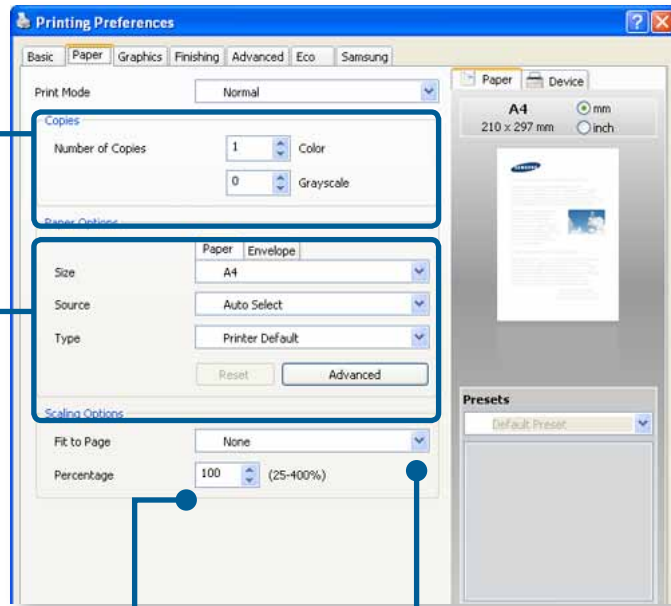 Printing Preferences
Basic Paper Graphics Finishing Advanced Eco Samsung
Print Mode Normal
Copies
Number of Copies 1 Color
0 Grayscale
Paper Options
Paper Envelope
Size A4
Source Auto Select
Type Printer Default
Reset Advanced
Scaling Options
Fit to Page None
Percentage 100 (25-400%)
Paper Device
A4 mm
210 x 297 mm inch
SAMSUNG
Presets
Default Preset